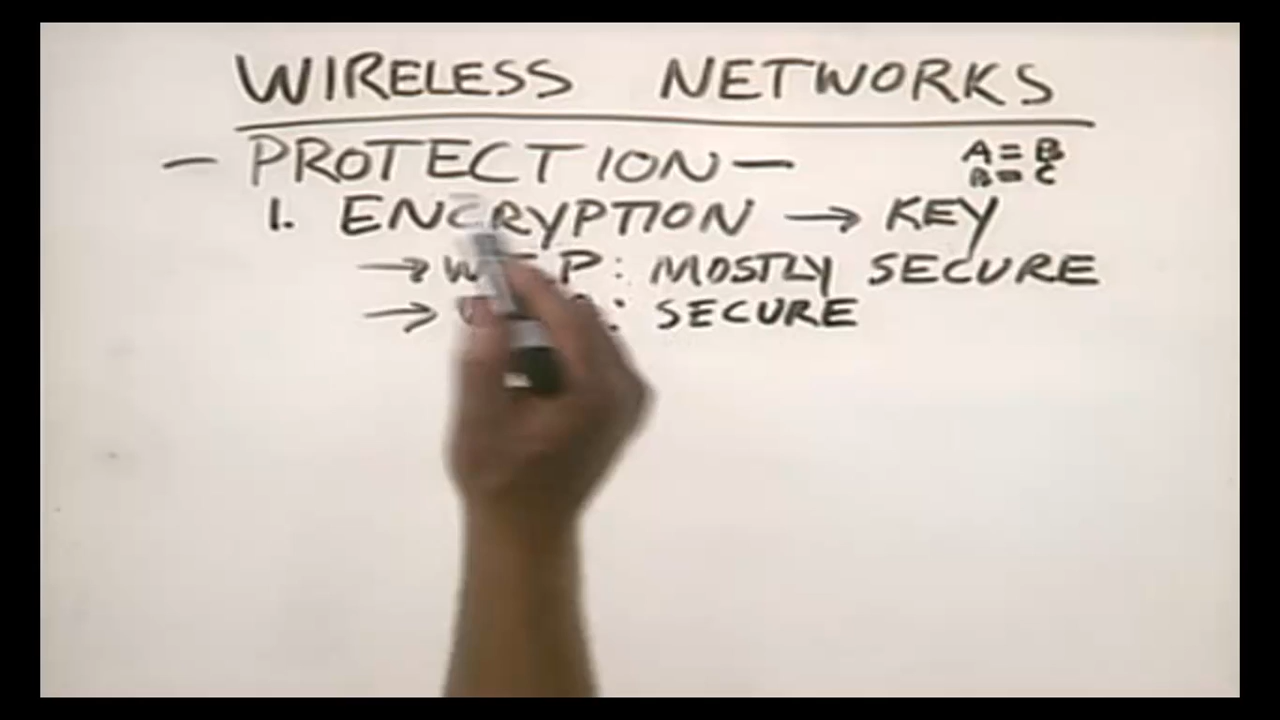 WIRELESS NETWORKS
— PROTECTION —
A = B
B = C
1. ENCRYPTION → KEY
→ : MOSTLY SECURE
→ : SECURE